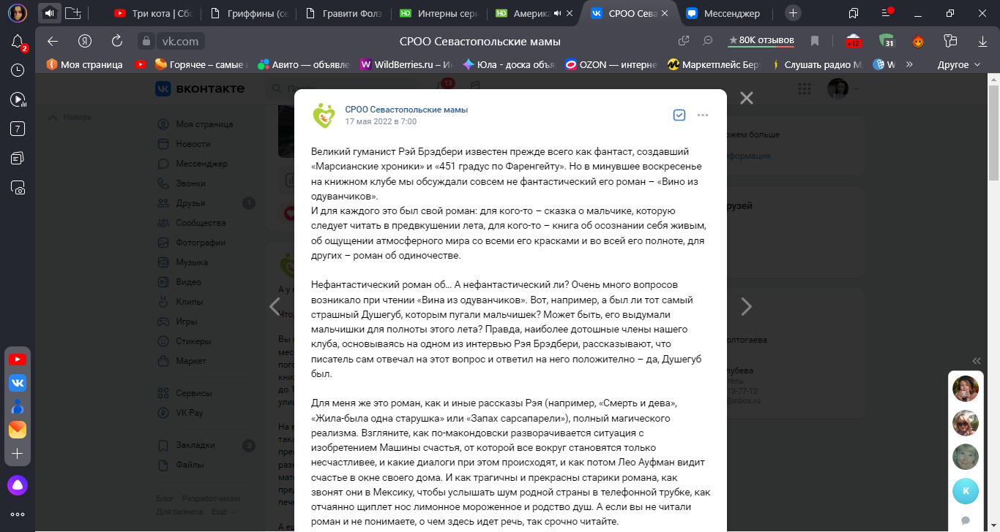 Три кота | Сбо
Гриффины (се
Гравити Фолз
Интерны сери
Америка
СРОО Сева
Мессенджер
2
vk.com
СРОО Севастопольские мамы
★ 80K отзывов
+12
31
Моя страница
Горячее – самые
Авито — объявле
WildBerries.ru – И
Юла - доска объя
OZON — интерне
Маркетплейс Беру
Слушать радио М
W
»
Другое
7
вконтакте
Поиск
13
Наверх
Моя страница
Новости
Мессенджер
Звонки
Друзья
1
Сообщества
Фотографии
Музыка
Видео
Клипы
Игры
Стикеры
Маркет
Сервисы
VK Pay
Закладки
2
Файлы
Блог Разработчикам
Для бизнеса Ещё
СРОО Севастопольские мамы
17 мая 2022 в 7:00
Великий гуманист Рэй Брэдбери известен прежде всего как фантаст, создавший
«Марсианские хроники» и «451 градус по Фаренгейту». Но в минувшее воскресенье
на книжном клубе мы обсуждали совсем не фантастический его роман – «Вино из
одуванчиков».
И для каждого это был свой роман: для кого-то – сказка о мальчике, которую
следует читать в предвкушении лета, для кого-то – книга об осознании себя живым,
об ощущении атмосферного мира со всеми его красками и во всей его полноте, для
других – роман об одиночестве.
Нефантастический роман об... А нефантастический ли? Очень много вопросов
возникало при чтении «Вина из одуванчиков». Вот, например, а был ли тот самый
страшный Душегуб, которым пугали мальчишек? Может быть, его выдумали
мальчишки для полноты этого лета? Правда, наиболее дотошные члены нашего
клуба, основываясь на одном из интервью Рэя Брэдбери, рассказывают, что
писатель сам отвечал на этот вопрос и ответил на него положительно – да, Душегуб
был.
Для меня же это роман, как и иные рассказы Рэя (например, «Смерть и дева»,
«Жила-была одна старушка» или «Запах сарсапарели»), полный магического
реализма. Взгляните, как по-макондовски разворачивается ситуация с
изобретением Машины счастья, от которой все вокруг становятся только
несчастливее, и какие диалоги при этом происходят, и как потом Лео Ауфман видит
счастье в окне своего дома. И как трагичны и прекрасны старики романа, как
звонят они в Мексику, чтобы услышать шум родной страны в телефонной трубке, как
отчаянно щиплет нос лимонное мороженное и родство душ. А если вы не читали
роман и не понимаете, о чем здесь идет речь, так срочно читайте.
ожем больше
нформация
рузей
олтогаева
лубева
тель
13-77-12
@inbox.ru
К